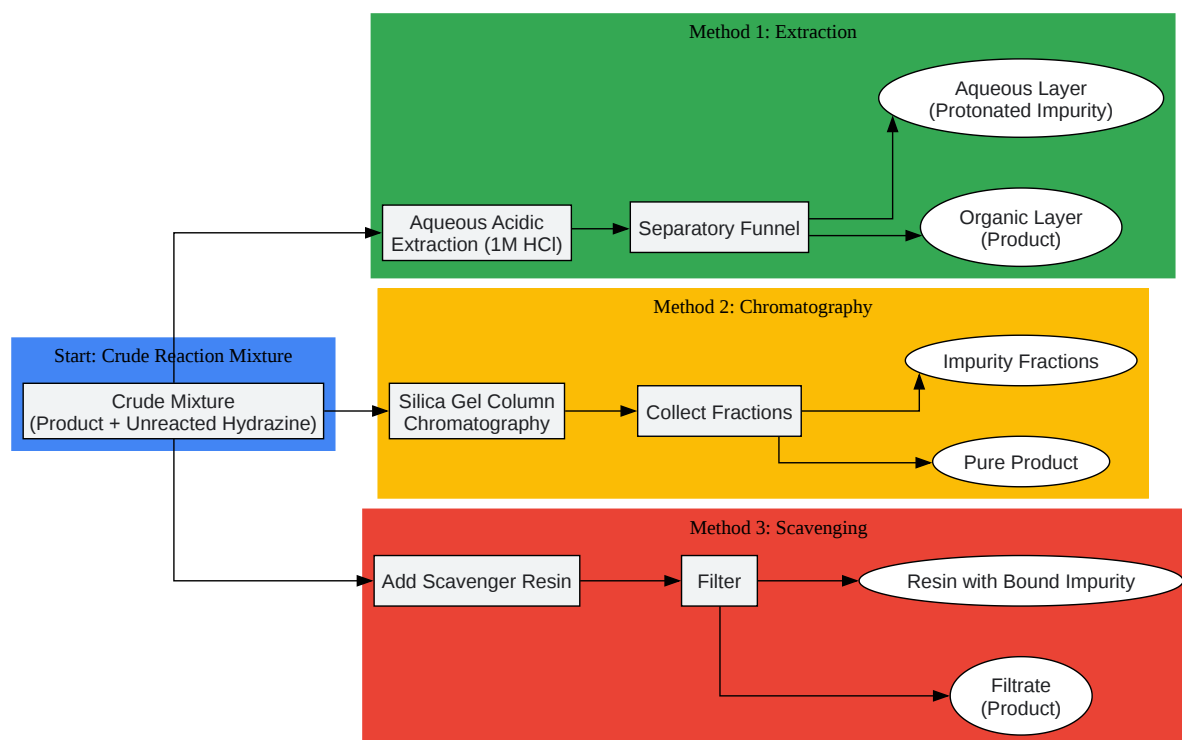 Method 1: Extraction
Aqueous Layer
(Protonated Impurity)
Aqueous Acidic
Extraction (1M HCl)
Separatory Funnel
Organic Layer
(Product)
Method 2: Chromatography
Start: Crude Reaction Mixture
Crude Mixture
(Product + Unreacted Hydrazine)
Silica Gel Column
Chromatography
Collect Fractions
Impurity Fractions
Pure Product
Method 3: Scavenging
Add Scavenger Resin
Filter
Resin with Bound Impurity
Filtrate
(Product)